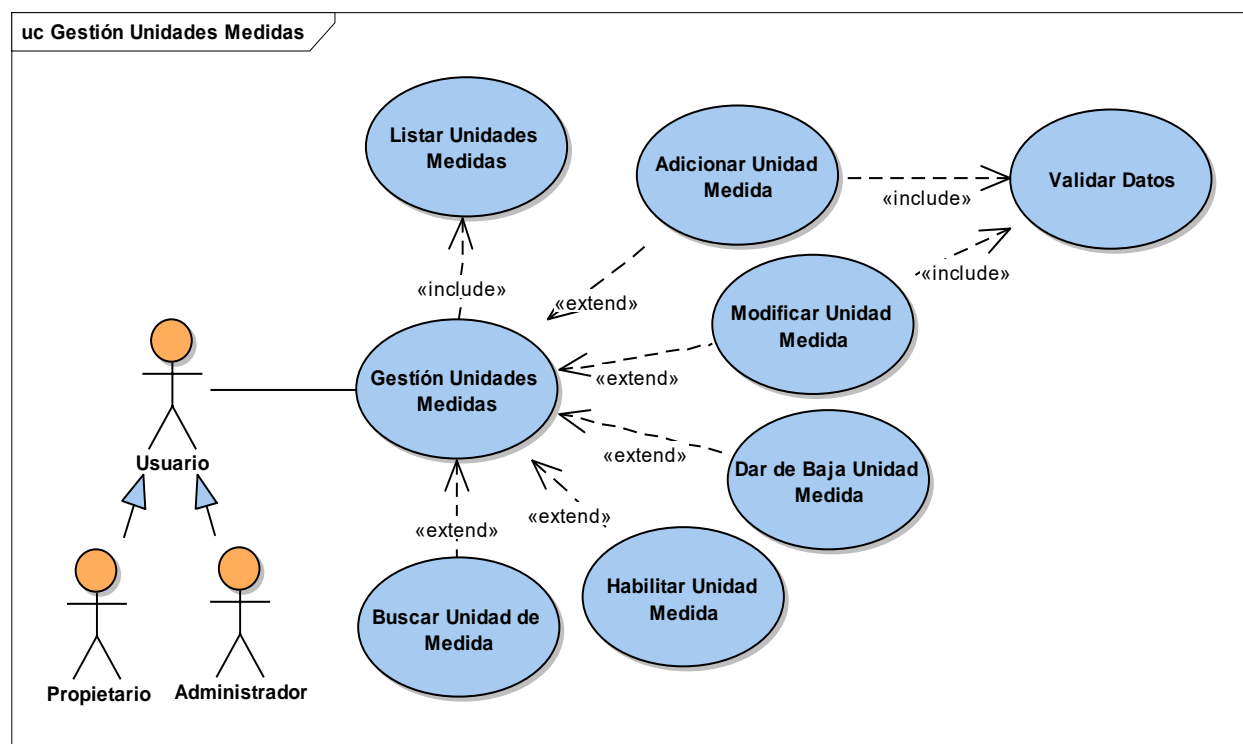 uc Gestión Unidades Medidas
Listar Unidades
Medidas
Adicionar Unidad
Medida
Validar Datos
«include»
«include»
«include»
«extend»
Modificar Unidad
Medida
Gestíón Unidades
Medidas
«extend»
Usuario
«extend»
Dar de Baja Unidad
Medida
«extend»
«extend»
Habilitar Unidad
Medida
Buscar Unidad de
Medida
Propietario
Administrador